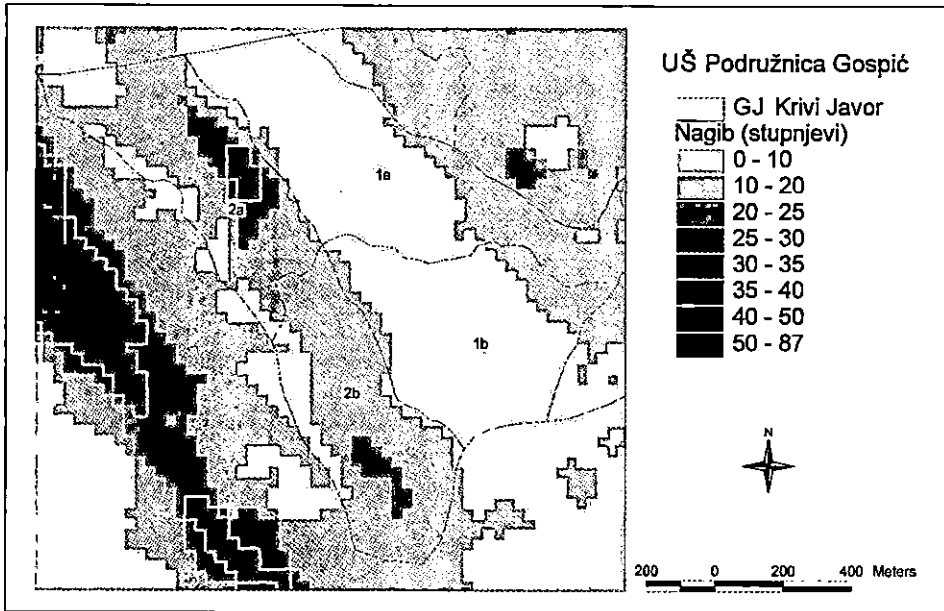 UŠ Podružnica Gospić
GJ Krivi Javor
Nagib (stupnjevi)
0 - 10
10 - 20
20 - 25
25 - 30
30 - 35
35 - 40
40 - 50
50 - 87
1a
2a
1b
2b
N
200 0 200 400 Meters